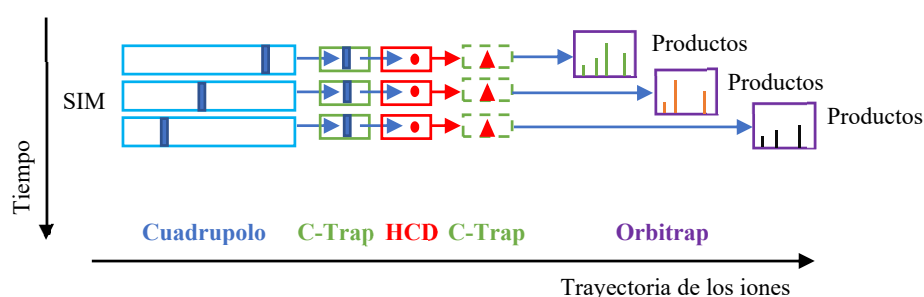 Productos
SIM
Productos
Productos
Tiempo
Cuadrupolo C-Trap HCD C-Trap Orbitrap
Trayectoria de los iones